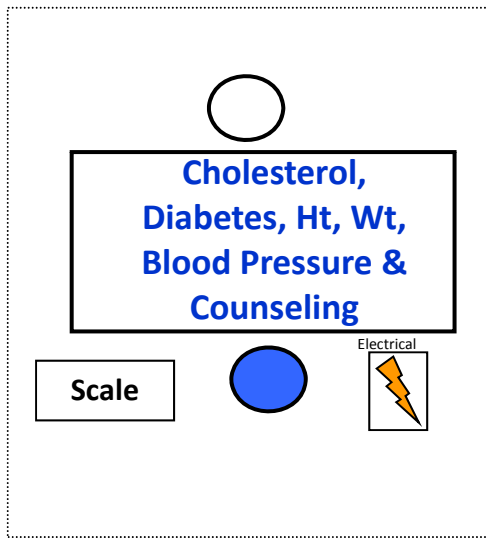 Cholesterol,
Diabetes, Ht, Wt,
Blood Pressure &
Counseling
Electrical
Scale